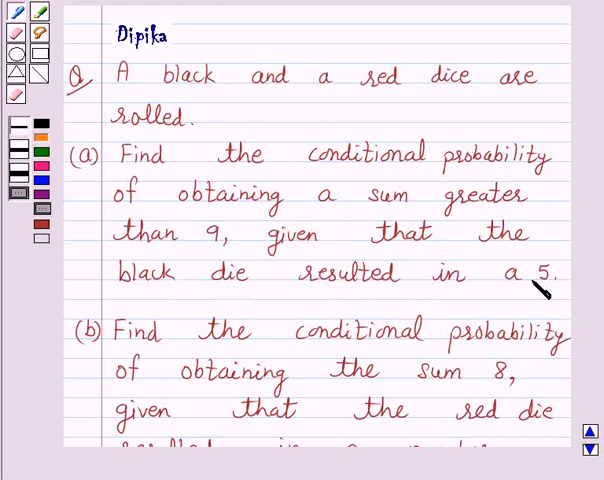 Dipika
Q A black and a red dice are
rolled.
(a) Find the conditional probability
of obtaining a sum greater
than 9, given that the
black die resulted in a 5.
(b) Find the conditional probability
of obtaining the sum 8,
given that the red die